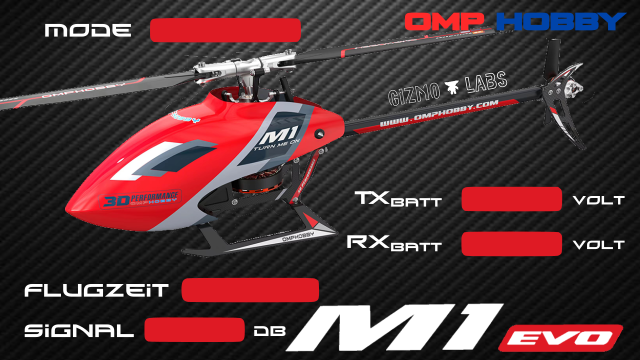 MODE
OMP HOBBY
OMPHOBBY
GIZMO LABS
WWW.OMPHOBBY.COM
M1
TURN ME ON
3D PERFORMANCE
OMPHOBBY
TXBATT VOLT
RXBATT VOLT
FLUGZEIT
SIGNAL DB
M1 EVO